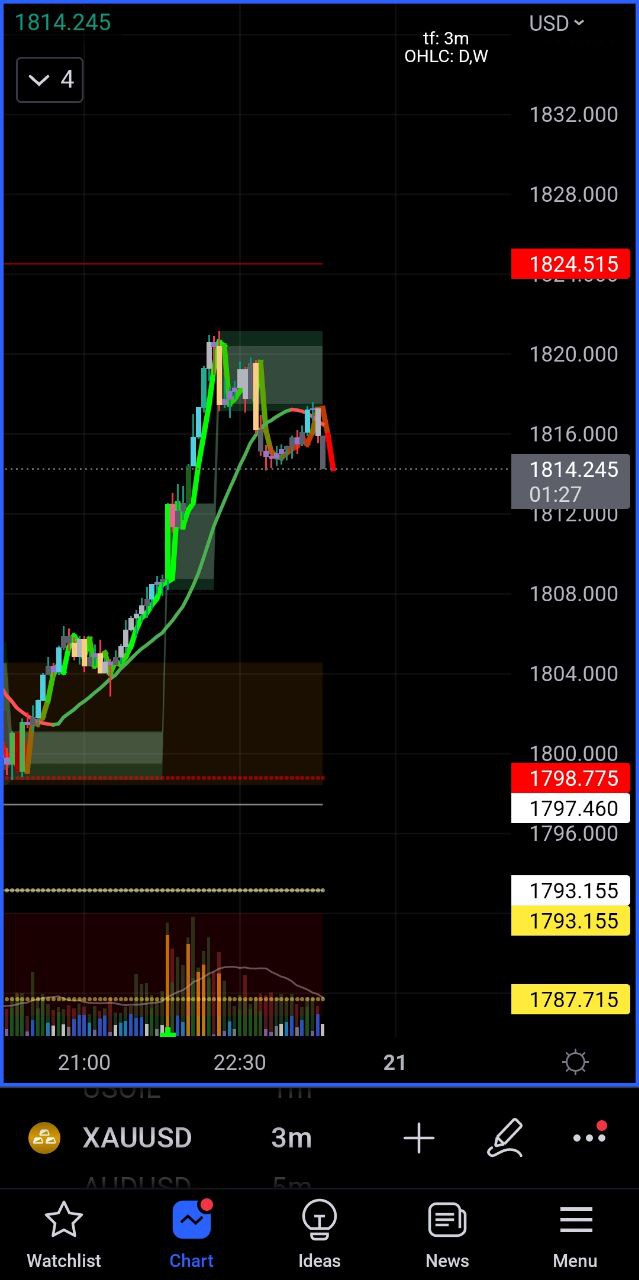 1814.245
USD
tf: 3m
OHLC: D,W
4
1832.000
1828.000
1824.515
1820.000
1816.000
1814.245
01:27
1812.000
1808.000
1804.000
1800.000
1798.775
1797.460
1796.000
1793.155
1793.155
1787.715
21:00 22:30 21
XAUUSD 3m
AUDUSD 5m
Watchlist Chart Ideas News Menu